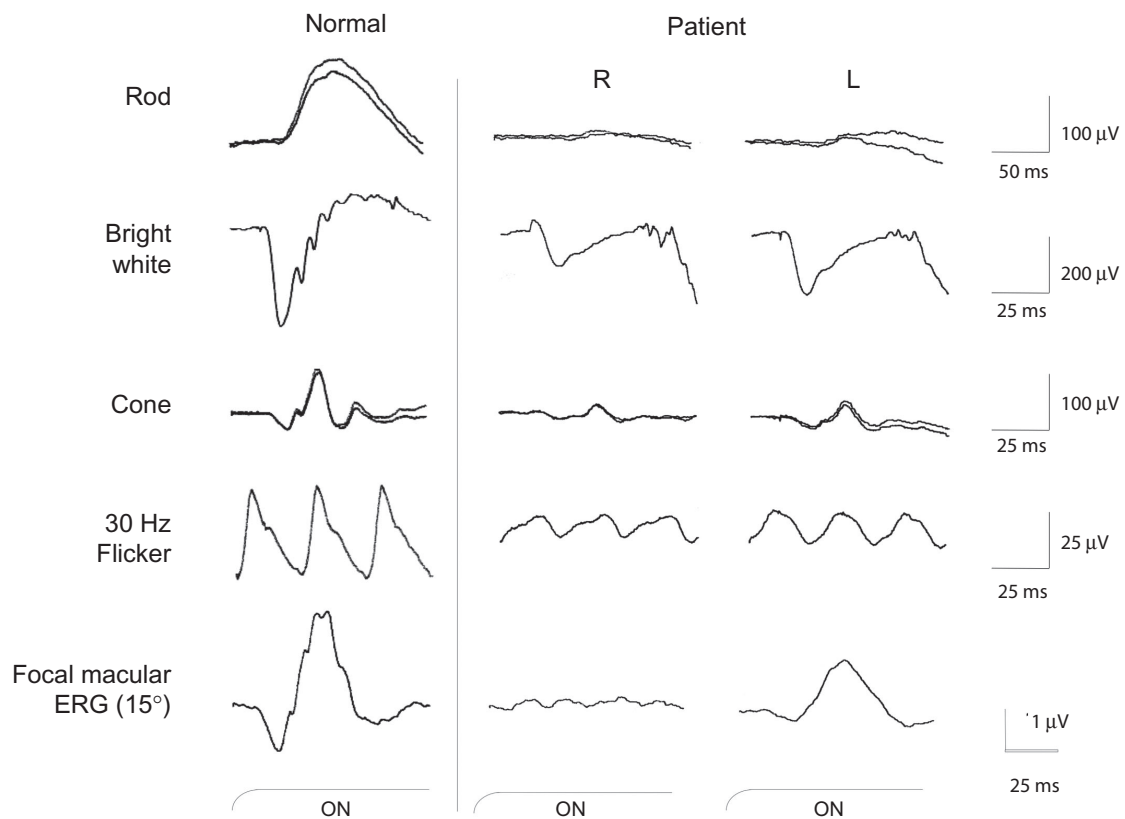 Normal
Patient
R
L
Rod
100 µV
50 ms
Bright
white
200 µV
25 ms
Cone
100 µV
25 ms
30 Hz
Flicker
25 µV
25 ms
Focal macular
ERG (15°)
1 µV
25 ms
ON
ON
ON